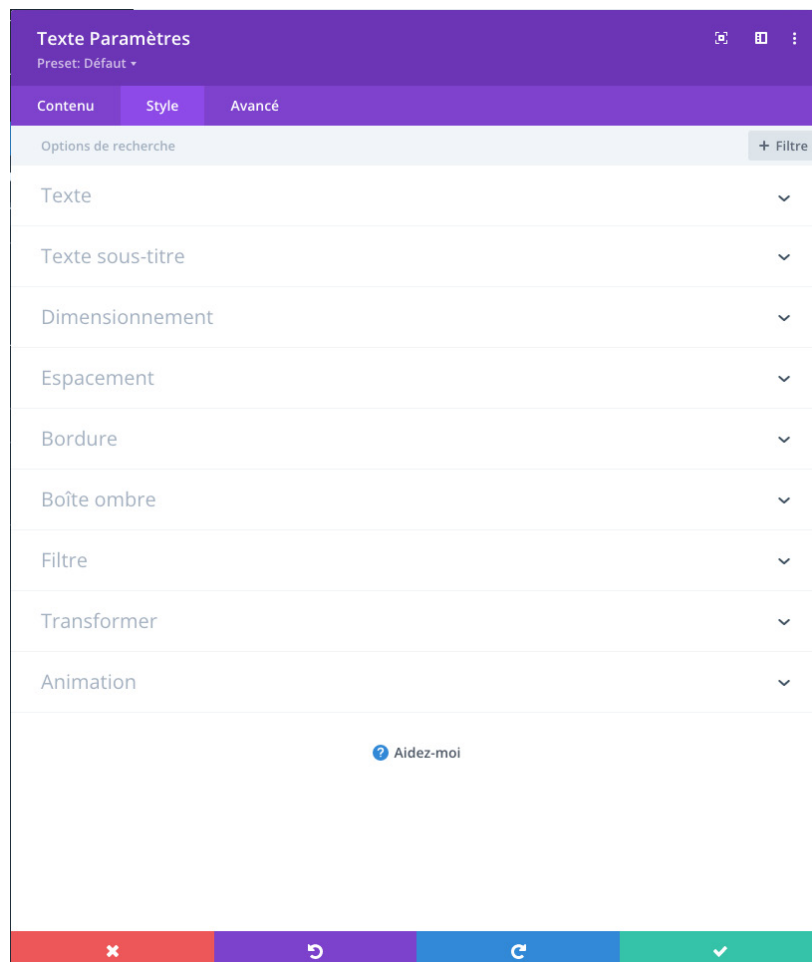 Texte Paramètres
Preset: Défaut
Contenu Style Avancé
Options de recherche + Filtre
Texte
Texte sous-titre
Dimensionnement
Espacement
Bordure
Boîte ombre
Filtre
Transformer
Animation
? Aidez-moi